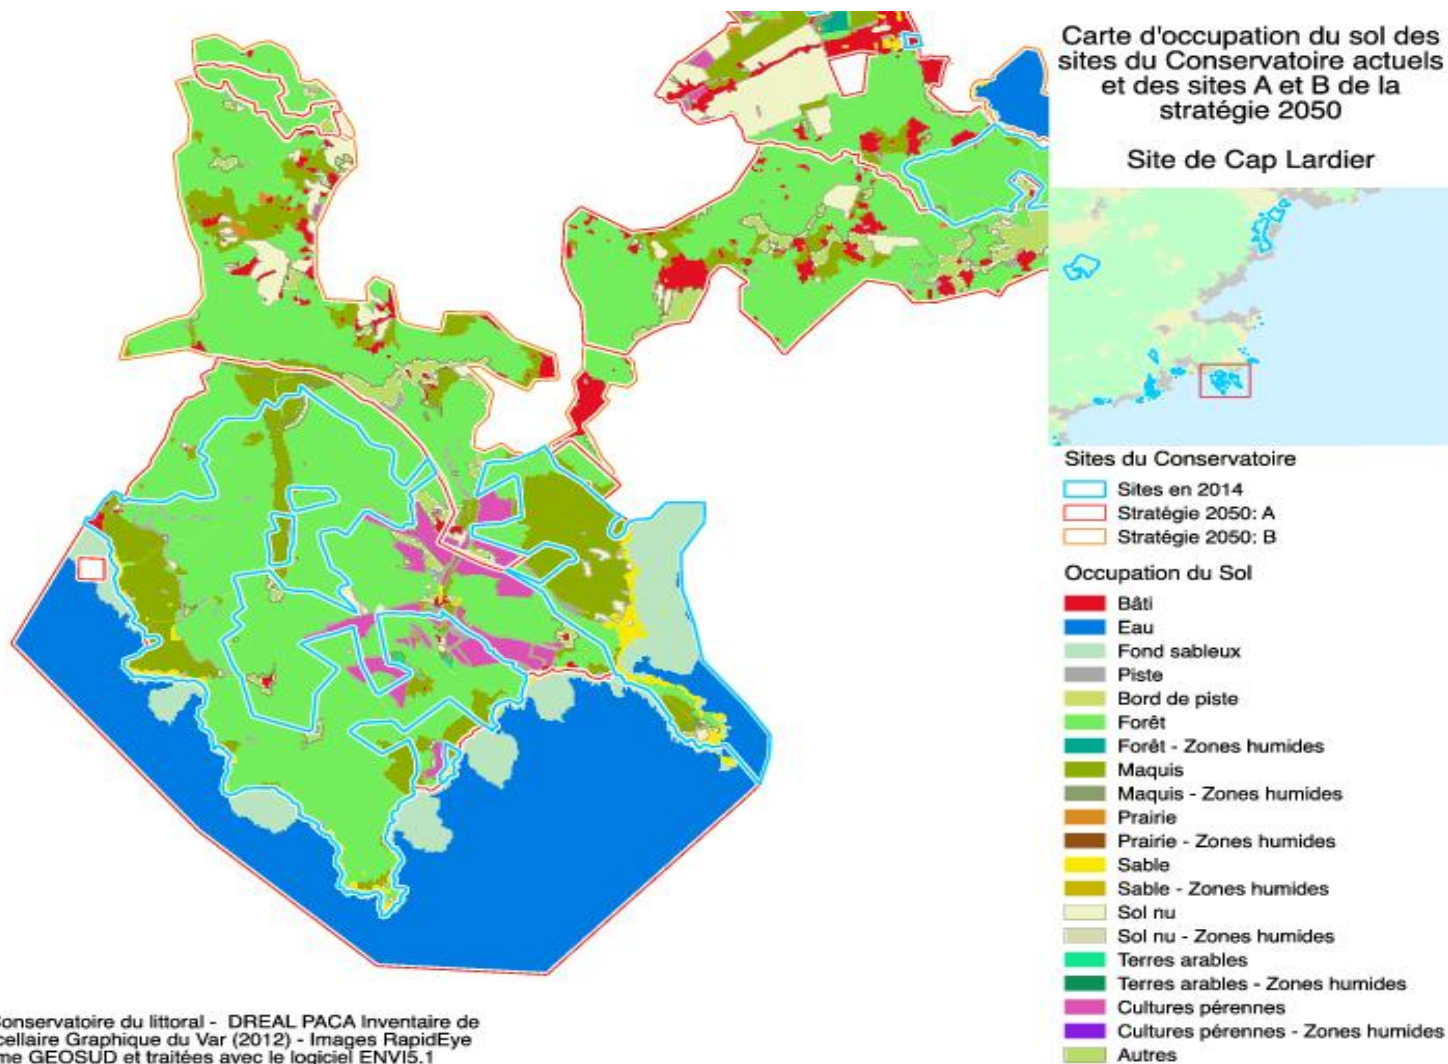 Carte d'occupation du sol des
sites du Conservatoire actuels
et des sites A et B de la
stratégie 2050
Site de Cap Lardier
Sites du Conservatoire
Sites en 2014
Stratégie 2050: A
Stratégie 2050: B
Occupation du Sol
Bâti
Eau
Fond sableux
Piste
Bord de piste
Forêt
Forêt - Zones humides
Maquis
Maquis - Zones humides
Prairie
Prairie - Zones humides
Sable
Sable - Zones humides
Sol nu
Sol nu - Zones humides
Terres arables
Terres arables - Zones humides
Cultures pérennes
Cultures pérennes - Zones humides
Autres
onservatoire du littoral - DREAL PACA Inventaire de
cellaire Graphique du Var (2012) - Images RapidEye
me GEOSUD et traitées avec le logiciel ENVI5.1